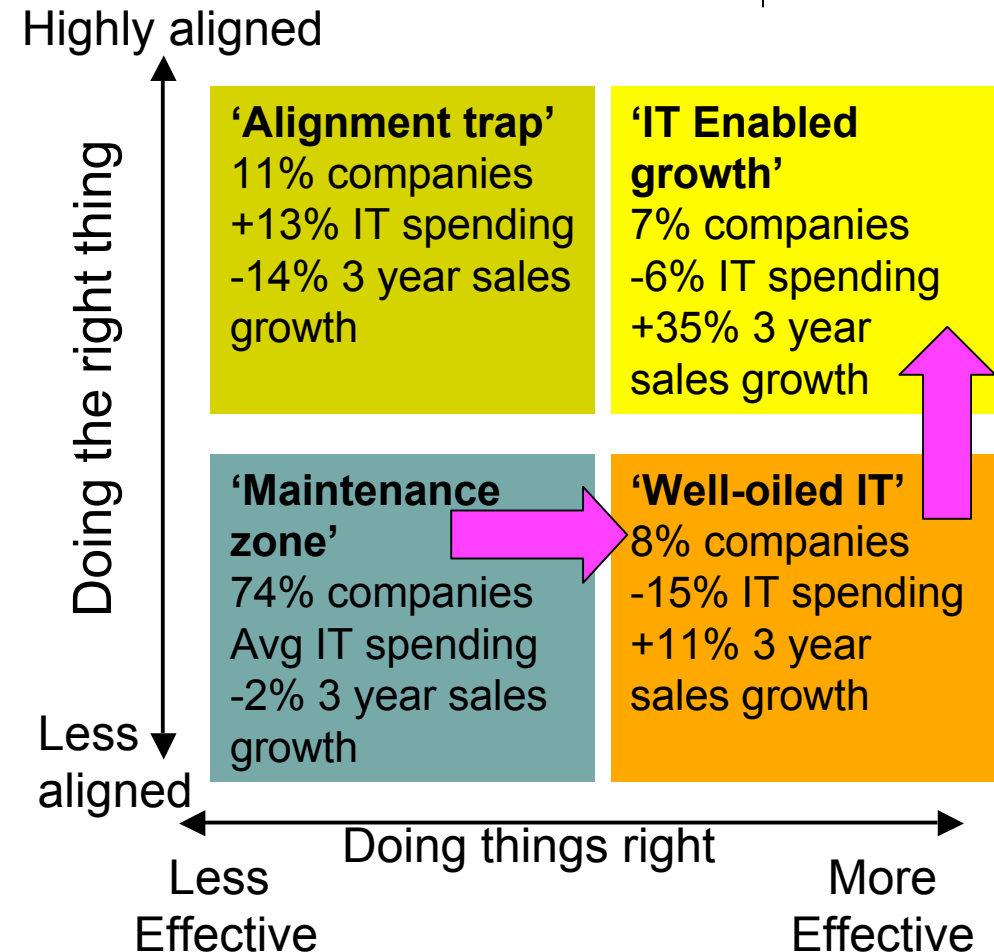 Highly aligned
Doing the right thing
‘Alignment trap’
11% companies
+13% IT spending
-14% 3 year sales
growth
‘IT Enabled
growth’
7% companies
-6% IT spending
+35% 3 year
sales growth
‘Maintenance
zone’
74% companies
Avg IT spending
-2% 3 year sales
growth
‘Well-oiled IT’
8% companies
-15% IT spending
+11% 3 year
sales growth
Less
aligned
Doing things right
Less
Effective
More
Effective